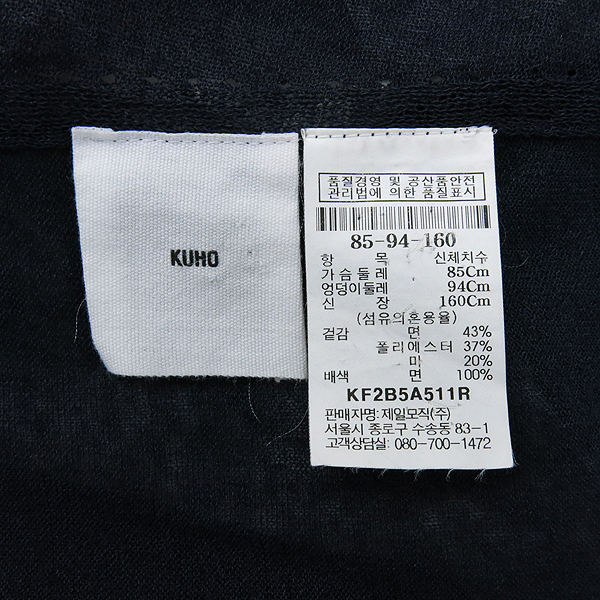 KUHO
품질경영 및 공산품안전
관리법에 의한 품질표시
85-94-160
항 목 신체치수
가슴둘레 85Cm
엉덩이둘레 94Cm
신 장 160Cm
(섬유의혼용율)
겉감 면 43%
폴리에스터 37%
마 20%
배색 면 100%
KF2B5A511R
판매자명: 제일모직(주)
서울시 종로구 수송동 83-1
고객상담실: 080-700-1472